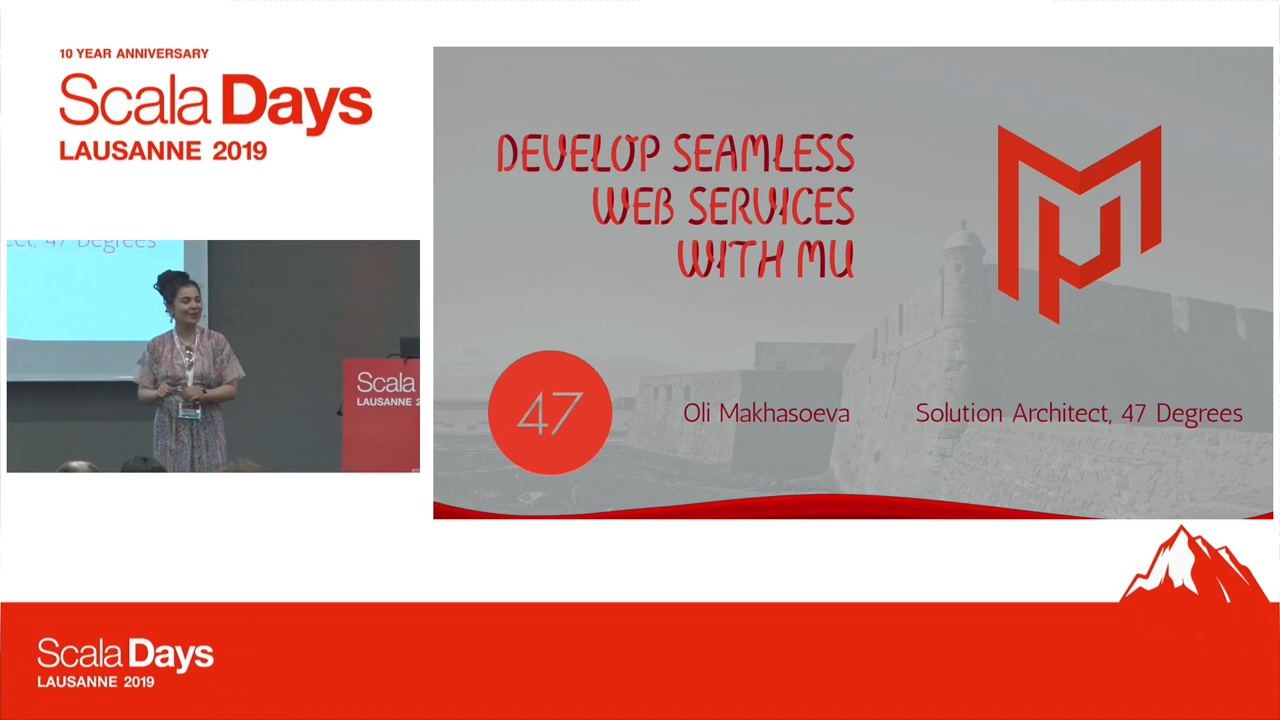 10 YEAR ANNIVERSARY
Scala Days
LAUSANNE 2019
DEVELOP SEAMLESS
WEB SERVICES
WITH MU
47
Oli Makhasoeva
Solution Architect, 47 Degrees
47 Degrees
Scala
LAUSANNE 2
Scala Days
LAUSANNE 2019